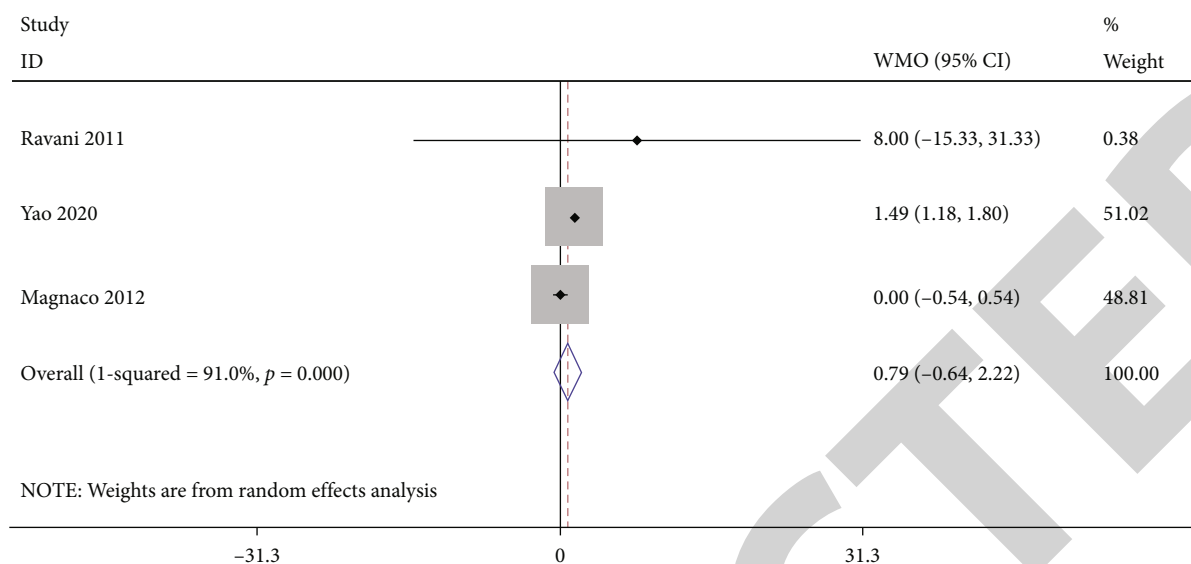 Study %
ID WMO (95% CI) Weight
Ravani 2011 8.00 (–15.33, 31.33) 0.38
Yao 2020 1.49 (1.18, 1.80) 51.02
Magnaco 2012 0.00 (–0.54, 0.54) 48.81
Overall (1-squared = 91.0%, p = 0.000) 0.79 (–0.64, 2.22) 100.00
NOTE: Weights are from random effects analysis
–31.3 0 31.3